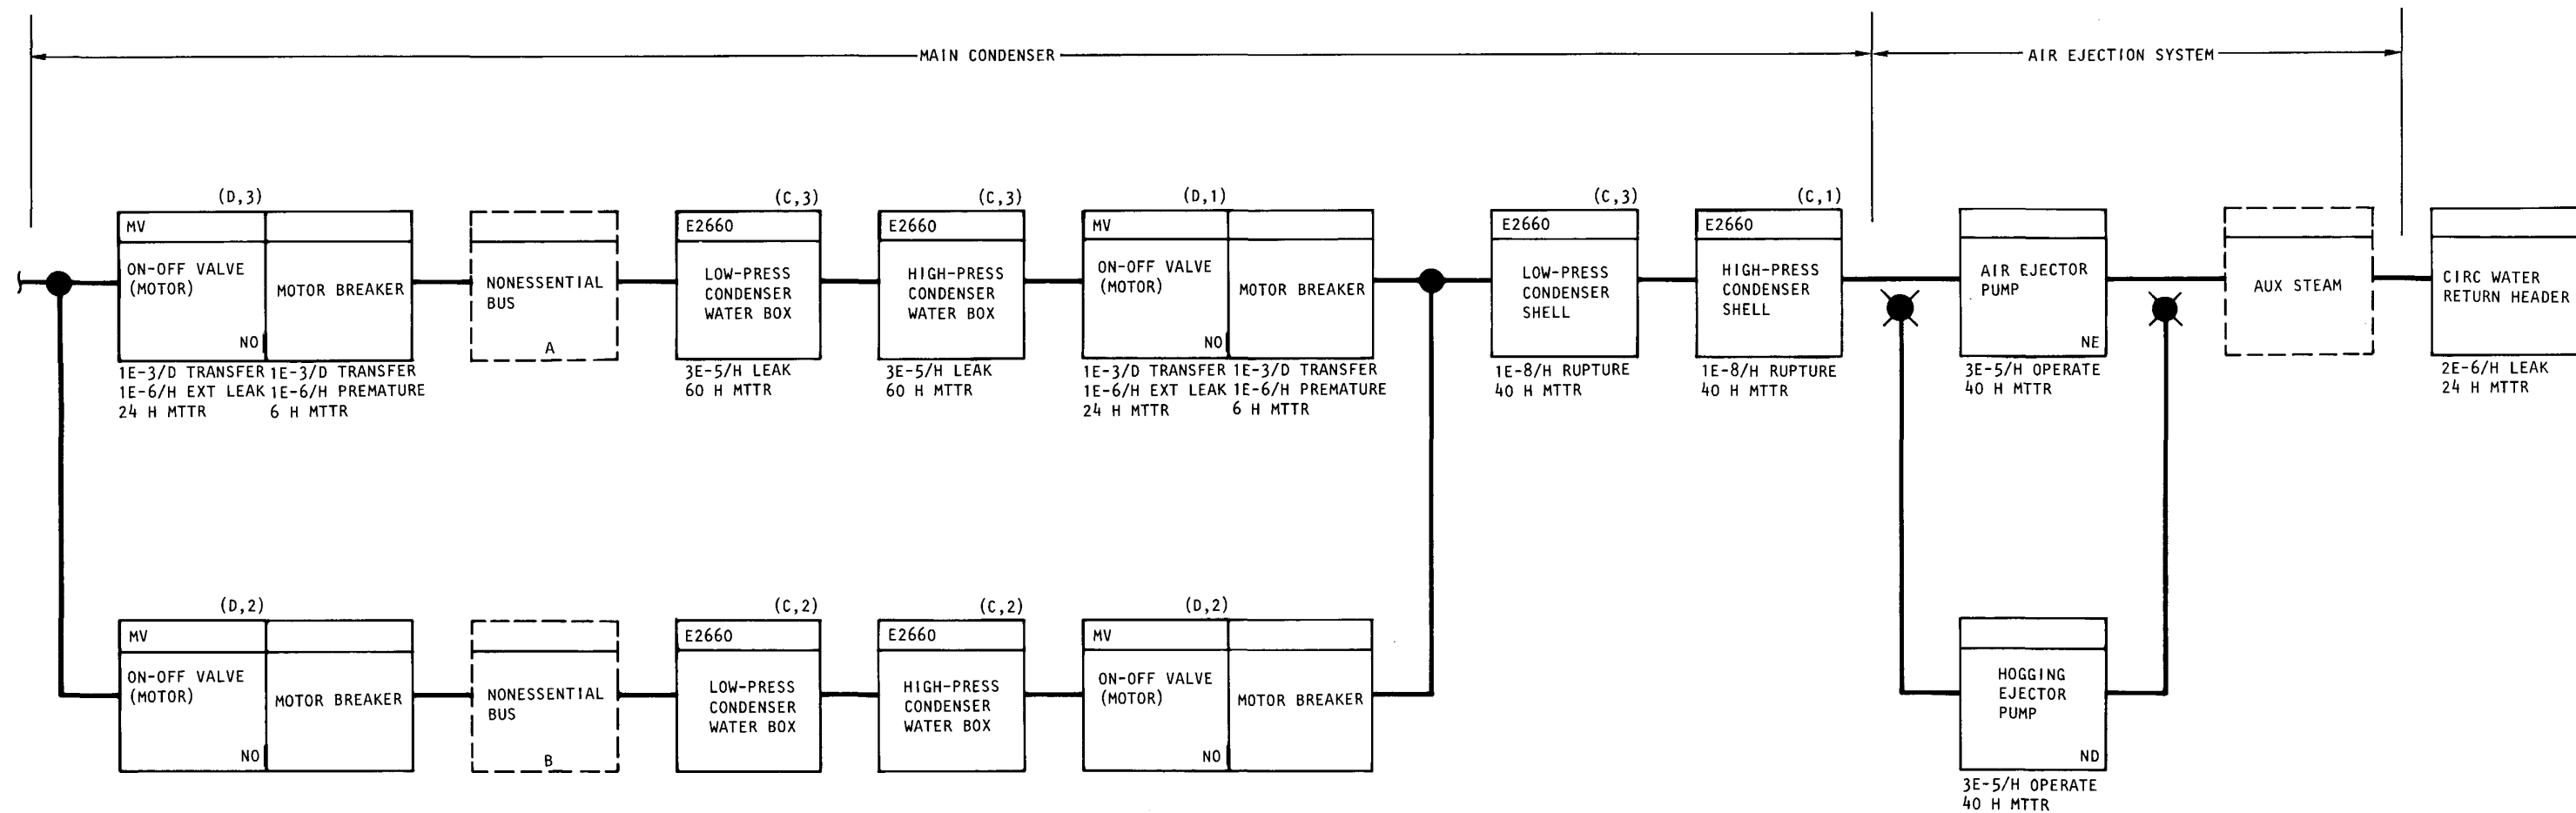 MAIN CONDENSER
AIR EJECTION SYSTEM
(D,3)
MV
ON-OFF VALVE
(MOTOR)
NO
MOTOR BREAKER
1E-3/D TRANSFER
1E-6/H EXT LEAK
24 H MTTR
1E-3/D TRANSFER
1E-6/H PREMATURE
6 H MTTR
NONESSENTIAL
BUS
A
(C,3)
E2660
LOW-PRESS
CONDENSER
WATER BOX
3E-5/H LEAK
60 H MTTR
(C,3)
E2660
HIGH-PRESS
CONDENSER
WATER BOX
3E-5/H LEAK
60 H MTTR
(D,1)
MV
ON-OFF VALVE
(MOTOR)
NO
MOTOR BREAKER
1E-3/D TRANSFER
1E-6/H EXT LEAK
24 H MTTR
1E-3/D TRANSFER
1E-6/H PREMATURE
6 H MTTR
(C,3)
E2660
LOW-PRESS
CONDENSER
SHELL
1E-8/H RUPTURE
40 H MTTR
(C,1)
E2660
HIGH-PRESS
CONDENSER
SHELL
1E-8/H RUPTURE
40 H MTTR
AIR EJECTOR
PUMP
NE
3E-5/H OPERATE
40 H MTTR
AUX STEAM
CIRC WATER
RETURN HEADER
2E-6/H LEAK
24 H MTTR
(D,2)
MV
ON-OFF VALVE
(MOTOR)
NO
MOTOR BREAKER
NONESSENTIAL
BUS
B
(C,2)
E2660
LOW-PRESS
CONDENSER
WATER BOX
(C,2)
E2660
HIGH-PRESS
CONDENSER
WATER BOX
(D,2)
MV
ON-OFF VALVE
(MOTOR)
NO
MOTOR BREAKER
HOGGING
EJECTOR
PUMP
ND
3E-5/H OPERATE
40 H MTTR